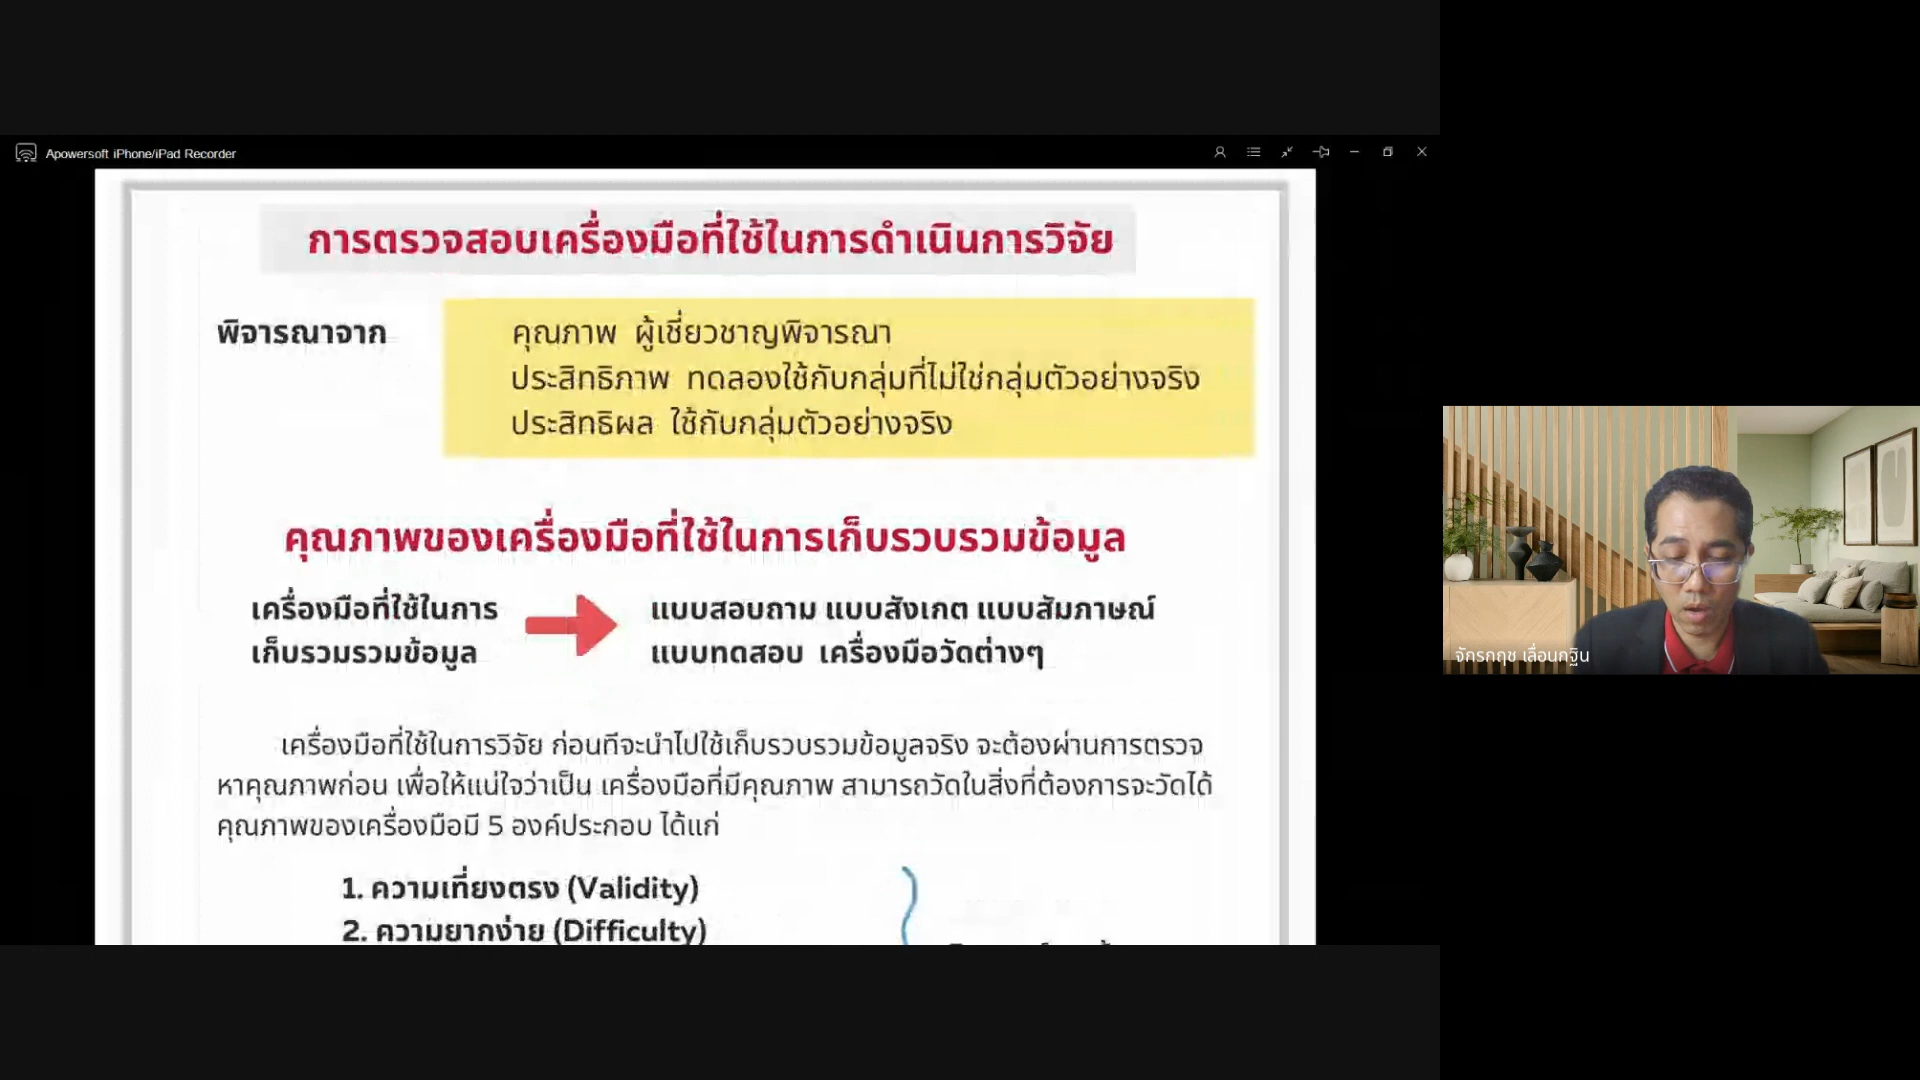 Apowersoft iPhone/iPad Recorder
การตรวจสอบเครื่องมือที่ใช้ในการดำเนินการวิจัย
พิจารณาจาก
คุณภาพ ผู้เชี่ยวชาญพิจารณา
ประสิทธิภาพ ทดลองใช้กับกลุ่มที่ไม่ใช่กลุ่มตัวอย่างจริง
ประสิทธิผล ใช้กับกลุ่มตัวอย่างจริง
คุณภาพของเครื่องมือที่ใช้ในการเก็บรวบรวมข้อมูล
เครื่องมือที่ใช้ในการ
เก็บรวมรวมข้อมูล
แบบสอบถาม แบบสังเกต แบบสัมภาษณ์
แบบทดสอบ เครื่องมือวัดต่างๆ
เครื่องมือที่ใช้ในการวิจัย ก่อนทีจะนำไปใช้เก็บรวบรวมข้อมูลจริง จะต้องผ่านการตรวจ
หาคุณภาพก่อน เพื่อให้แน่ใจว่าเป็น เครื่องมือที่มีคุณภาพ สามารถวัดในสิ่งที่ต้องการจะวัดได้
คุณภาพของเครื่องมือมี 5 องค์ประกอบ ได้แก่
1. ความเที่ยงตรง (Validity)
2. ความยากง่าย (Difficulty)
จักรกฤช เลื่อนกฐิน